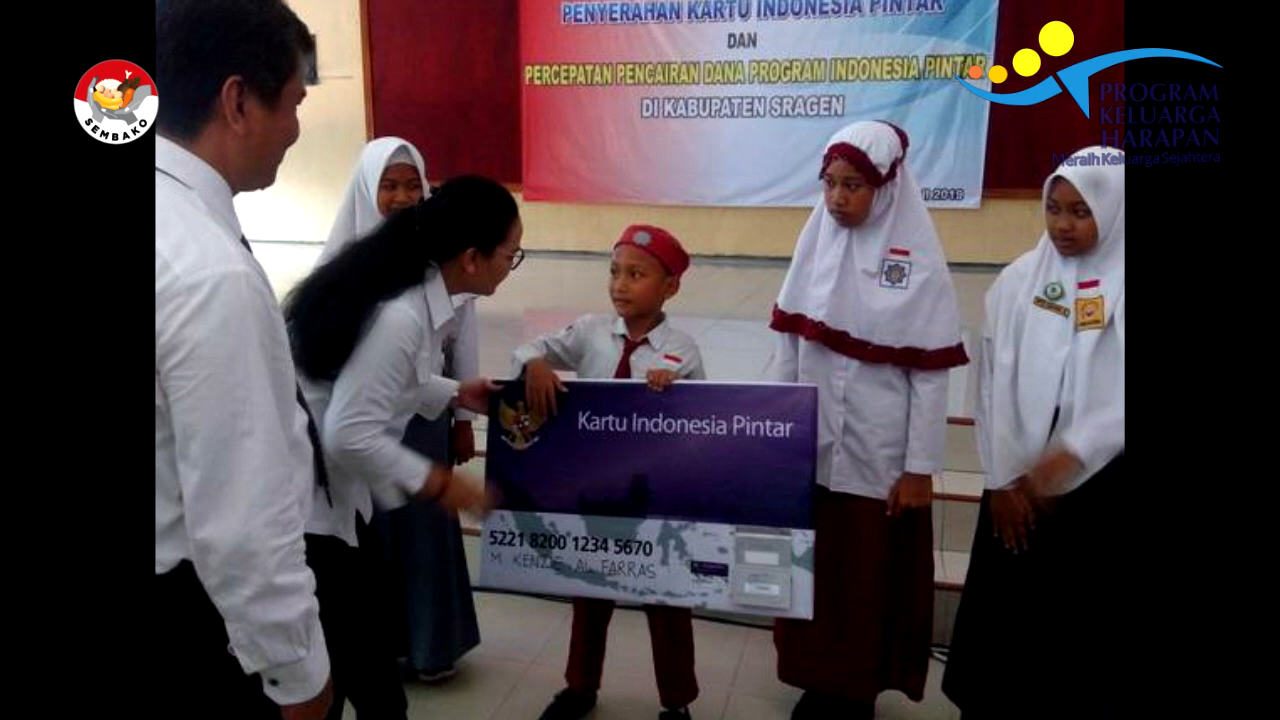 PENYERAHAN KARTU INDONESIA PINTAR
DAN
PERCEPATAN PENCAIRAN DANA PROGRAM INDONESIA PINTAR
DI KABUPATEN SRAGEN
2018
SEMBAKO
PROGRAM
KELUARGA
HARAPAN
Meraih Keluarga Sejahtera
Kartu Indonesia Pintar
5221 8200 1234 5670
M. KENZIE AL FARRAS